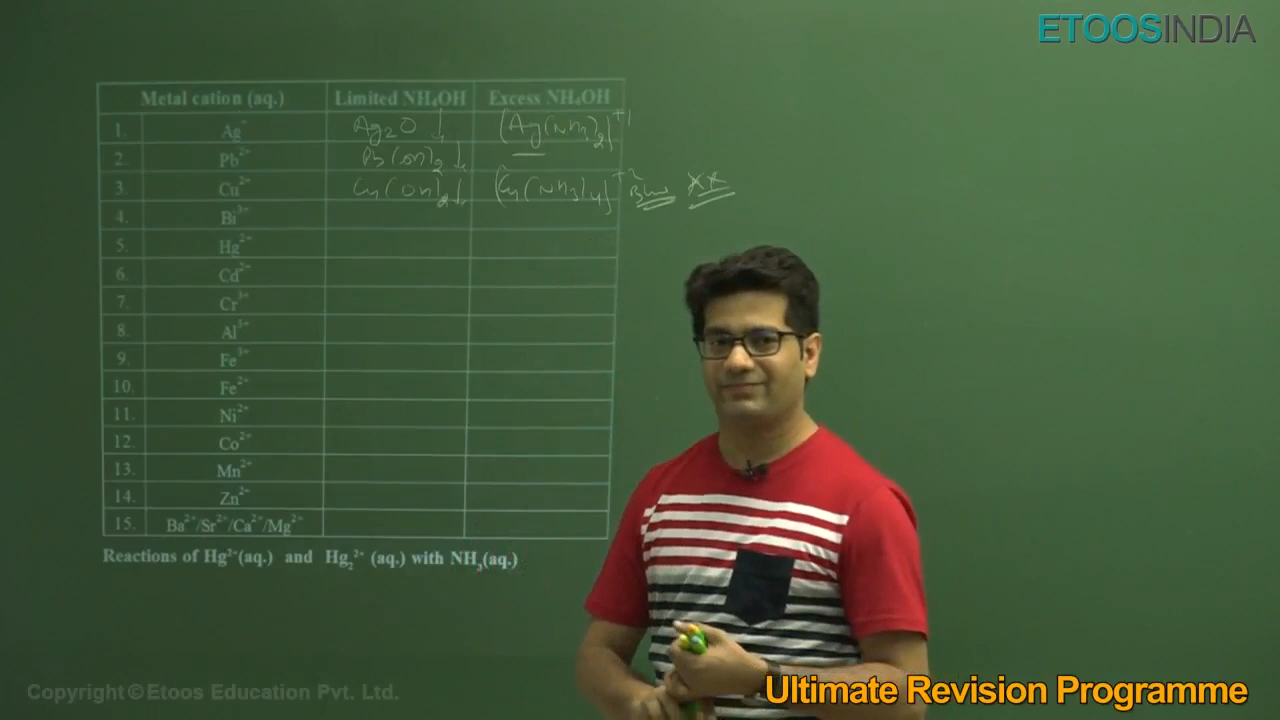 ETOOSINDIA
Metal cation (aq.) Limited NH₄OH Excess NH₄OH
1. Ag⁺ Ag₂O ↓ [Ag(NH₃)₂]⁺¹
2. Pb²⁺ Pb(OH)₂ ↓
3. Cu²⁺ Cu(OH)₂ ↓ [Cu(NH₃)₄]⁺² Blue **
4. Bi³⁺
5. Hg²⁺
6. Cd²⁺
7. Cr³⁺
8. Al³⁺
9. Fe³⁺
10. Fe²⁺
11. Ni²⁺
12. Co²⁺
13. Mn²⁺
14. Zn²⁺
15. Ba²⁺/Sr²⁺/Ca²⁺/Mg²⁺
Reactions of Hg²⁺(aq.) and Hg₂²⁺ (aq.) with NH₃(aq.)
Copyright © Etoos Education Pvt. Ltd.
Ultimate Revision Programme